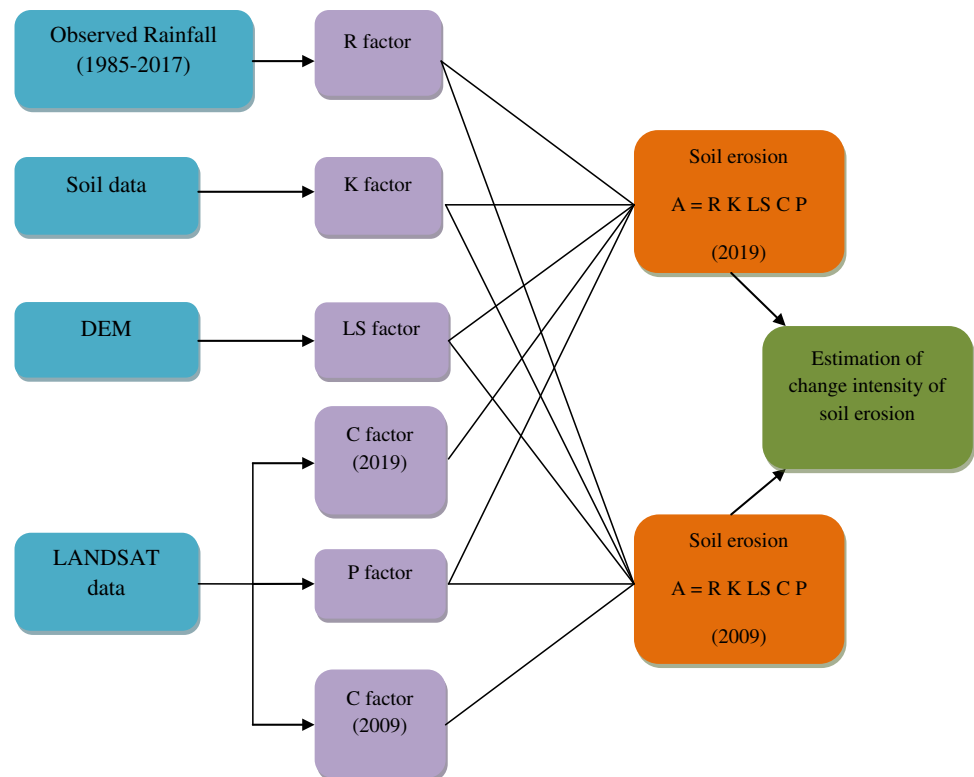 Observed Rainfall
(1985-2017)
R factor
Soil data
K factor
DEM
LS factor
LANDSAT
data
C factor
(2019)
P factor
C factor
(2009)
Soil erosion
A = R K LS C P
(2019)
Soil erosion
A = R K LS C P
(2009)
Estimation of
change intensity of
soil erosion